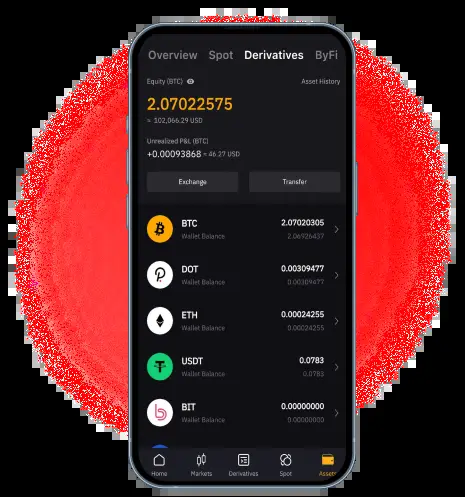 Overview Spot Derivatives ByFi
Equity (BTC) Asset History
2.07022575
≈ 102,066.29 USD
Unrealized P&L (BTC)
+0.00093868 ≈ 46.27 USD
Exchange Transfer
BTC 2.07020305
Wallet Balance 2.06926437
DOT 0.00309477
Wallet Balance 0.00309477
ETH 0.00024255
Wallet Balance 0.00024255
USDT 0.0783
Wallet Balance 0.0783
BIT 0.00000000
Wallet Balance 0.00000000
Home Markets Derivatives Spot Assets